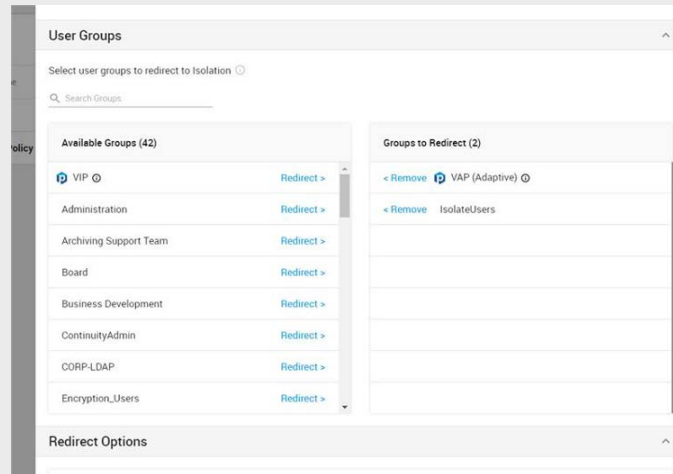 User Groups
Select user groups to redirect to Isolation
Search Groups
Available Groups (42)
VIP Redirect >
Administration Redirect >
Archiving Support Team Redirect >
Board Redirect >
Business Development Redirect >
ContinuityAdmin Redirect >
CORP-LDAP Redirect >
Encryption_Users Redirect >
Groups to Redirect (2)
< Remove VAP (Adaptive)
< Remove IsolateUsers
olicy
Redirect Options